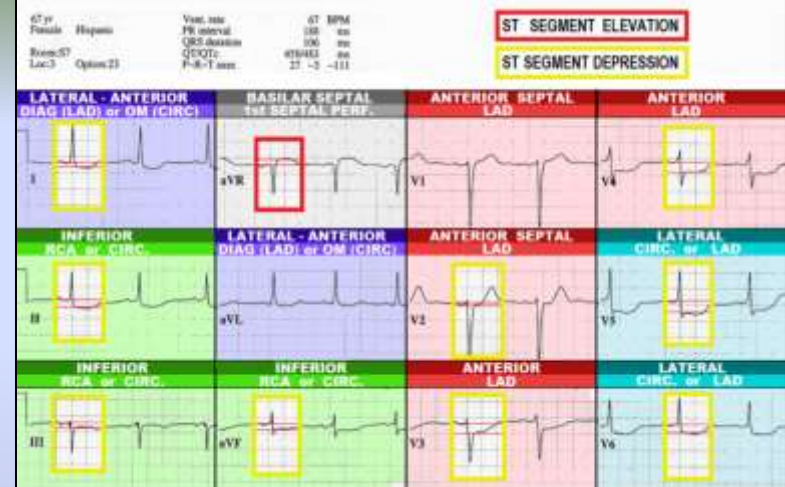 67 yr
Female Hispanic
Room:S7
Loc:3 Option:23
Vent. rate 67 BPM
PR interval 188 ms
QRS duration 106 ms
QT/QTc 458/483 ms
P-R-T axes 27 -3 -111
ST SEGMENT ELEVATION
ST SEGMENT DEPRESSION
LATERAL - ANTERIOR
DIAG (LAD) or OM (CIRC)
I
BASILAR SEPTAL
1st SEPTAL PERF.
aVR
ANTERIOR SEPTAL
LAD
V1
ANTERIOR
LAD
V4
INFERIOR
RCA or CIRC.
II
LATERAL - ANTERIOR
DIAG (LAD) or OM (CIRC)
aVL
ANTERIOR SEPTAL
LAD
V2
LATERAL
CIRC. or LAD
V5
INFERIOR
RCA or CIRC.
III
INFERIOR
RCA or CIRC.
aVF
ANTERIOR
LAD
V3
LATERAL
CIRC. or LAD
V6